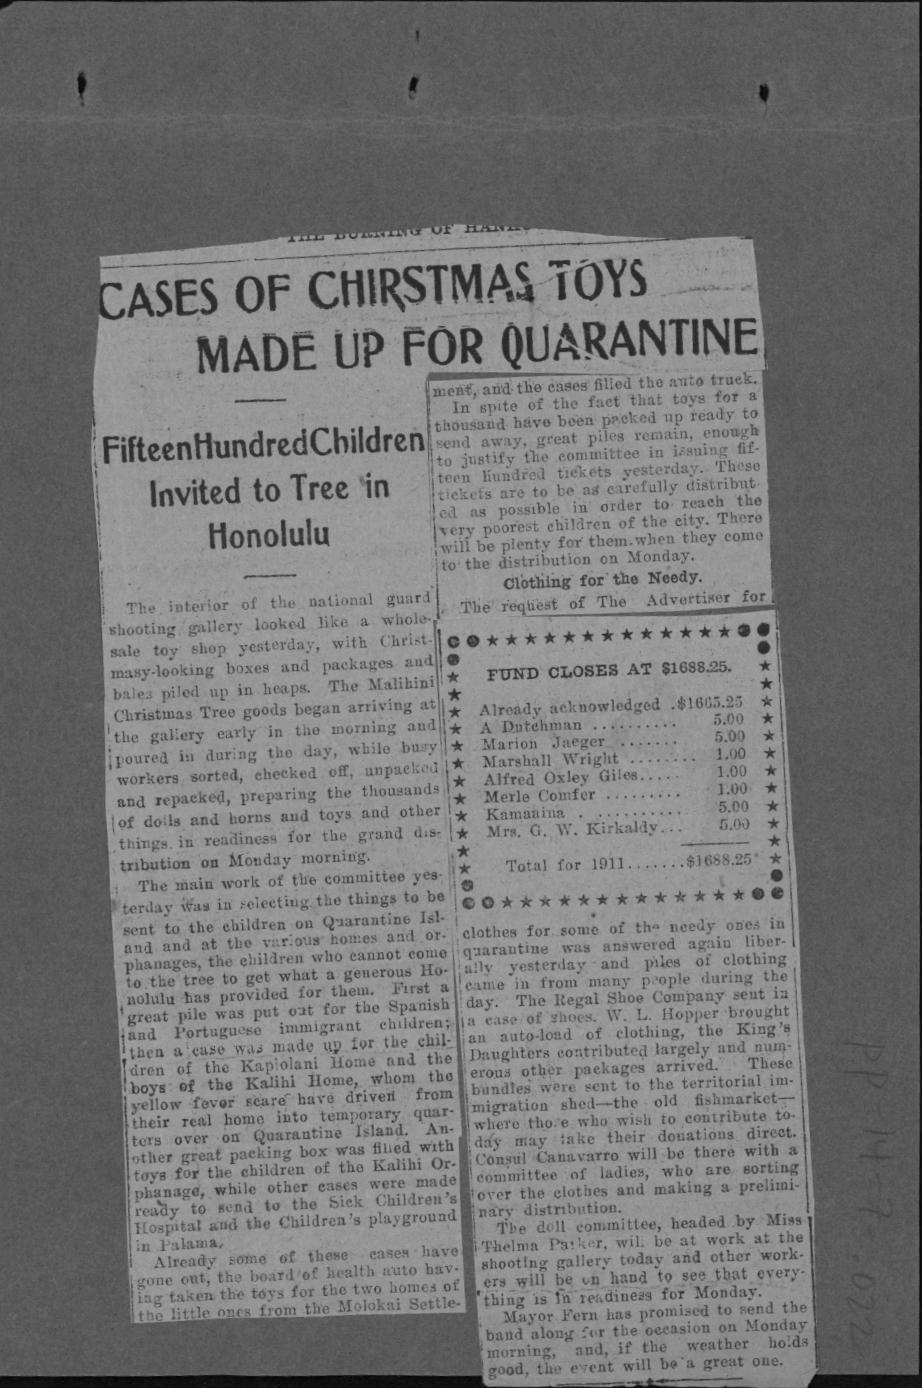 THE BURNING OF
CASES OF CHIRSTMAS TOYS
MADE UP FOR QUARANTINE
Fifteen Hundred Children
Invited to Tree in
Honolulu
The interior of the national guard
shooting gallery looked like a whole-
sale toy shop yesterday, with Christ-
masy-looking boxes and packages and
bales piled up in heaps. The Malihini
Christmas Tree goods began arriving at
the gallery early in the morning and
poured in during the day, while busy
workers sorted, checked off, unpacked
and repacked, preparing the thousands
of dolls and horns and toys and other
things in readiness for the grand dis-
tribution on Monday morning.
The main work of the committee yes-
terday was in selecting the things to be
sent to the children on Quarantine Isl-
and and at the various homes and or-
phanages, the children who cannot come
to the tree to get what a generous Ho-
nolulu has provided for them. First a
great pile was put out for the Spanish
and Portuguese immigrant children;
then a case was made up for the chil-
dren of the Kapiolani Home and the
boys of the Kalihi Home, whom the
yellow fever scare have driven from
their real home into temporary quar-
ters over on Quarantine Island. An-
other great packing box was filled with
toys for the children of the Kalihi Or-
phanage, while other cases were made
ready to send to the Sick Children's
Hospital and the Children's playground
in Palama.
Already some of these cases have
gone out, the board of health auto hav-
ing taken the toys for the two homes of
the little ones from the Molokai Settle-
ment, and the cases filled the auto truck.
In spite of the fact that toys for a
thousand have been packed up ready to
send away, great piles remain, enough
to justify the committee in issuing fif-
teen hundred tickets yesterday. These
tickets are to be as carefully distribut-
ed as possible in order to reach the
very poorest children of the city. There
will be plenty for them when they come
to the distribution on Monday.
Clothing for the Needy.
The request of The Advertiser for
FUND CLOSES AT $1688.25.
Already acknowledged .$1665.25
A Dutchman .......... 5.00
Marion Jaeger ....... 5.00
Marshall Wright ........ 1.00
Alfred Oxley Giles..... 1.00
Merle Comfer ......... 1.00
Kamaaina . .......... 5.00
Mrs. G. W. Kirkaldy... 5.00
Total for 1911.......$1688.25
clothes for some of the needy ones in
quarantine was answered again liber-
ally yesterday and piles of clothing
came in from many people during the
day. The Regal Shoe Company sent in
a case of shoes. W. L. Hopper brought
an auto-load of clothing, the King's
Daughters contributed largely and num-
erous other packages arrived. These
bundles were sent to the territorial im-
migration shed—the old fishmarket—
where those who wish to contribute to-
day may take their donations direct.
Consul Canavarro will be there with a
committee of ladies, who are sorting
over the clothes and making a prelimi-
nary distribution.
The doll committee, headed by Miss
Thelma Parker, will be at work at the
shooting gallery today and other work-
ers will be on hand to see that every-
thing is in readiness for Monday.
Mayor Fern has promised to send the
band along for the occasion on Monday
morning, and, if the weather holds
good, the event will be a great one.